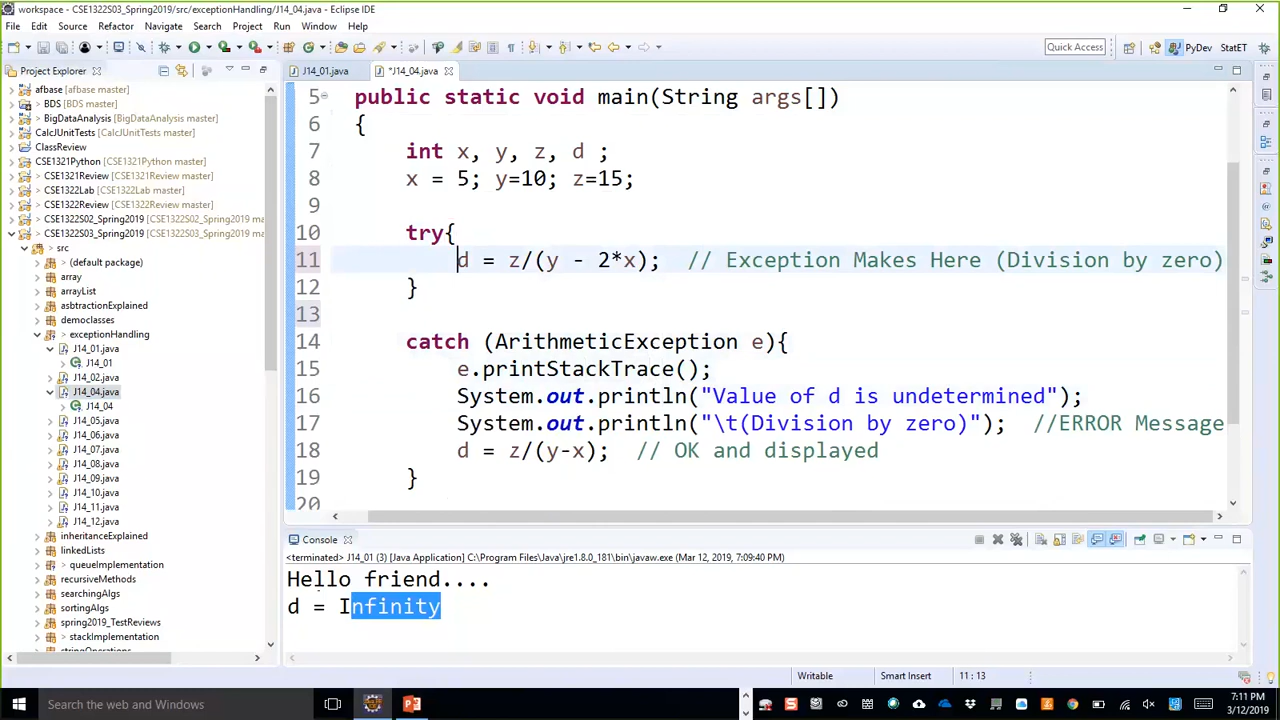 workspace - CSE1322S03_Spring2019/src/exceptionHandling/J14_04.java - Eclipse IDE
File Edit Source Refactor Navigate Search Project Run Window Help
Quick Access
PyDev
StatET
Project Explorer
J14_01.java
*J14_04.java
afbase [afbase master]
BDS [BDS master]
BigDataAnalysis [BigDataAnalysis master]
CalcJUnitTests [CalcJUnitTests master]
ClassReview
CSE1321Python [CSE1321Python master]
CSE1321Review [CSE1321Review master]
CSE1322Lab [CSE1322Lab master]
CSE1322Review [CSE1322Review master]
CSE1322S02_Spring2019 [CSE1322S02_Spring2019 ma
CSE1322S03_Spring2019 [CSE1322S03_Spring2019 ma
src
(default package)
array
arrayList
asbtractionExplained
democlasses
exceptionHandling
J14_01.java
J14_01
J14_02.java
J14_04.java
J14_04
J14_05.java
J14_06.java
J14_07.java
J14_08.java
J14_09.java
J14_10.java
J14_11.java
J14_12.java
inheritanceExplained
linkedLists
queueImplementation
recursiveMethods
searchingAlgs
sortingAlgs
spring2019_TestReviews
stackImplementation
stringOperations
5 public static void main(String args[])
6 {
7 int x, y, z, d ;
8 x = 5; y=10; z=15;
9
10 try{
11 d = z/(y - 2*x); // Exception Makes Here (Division by zero)
12 }
13
14 catch (ArithmeticException e){
15 e.printStackTrace();
16 System.out.println("Value of d is undetermined");
17 System.out.println("\t(Division by zero)"); //ERROR Message
18 d = z/(y-x); // OK and displayed
19 }
20
Console
<terminated> J14_01 (3) [Java Application] C:\Program Files\Java\jre1.8.0_181\bin\javaw.exe (Mar 12, 2019, 7:09:40 PM)
Hello friend....
d = Infinity
Writable Smart Insert 11 : 13
Search the web and Windows
7:11 PM
3/12/2019